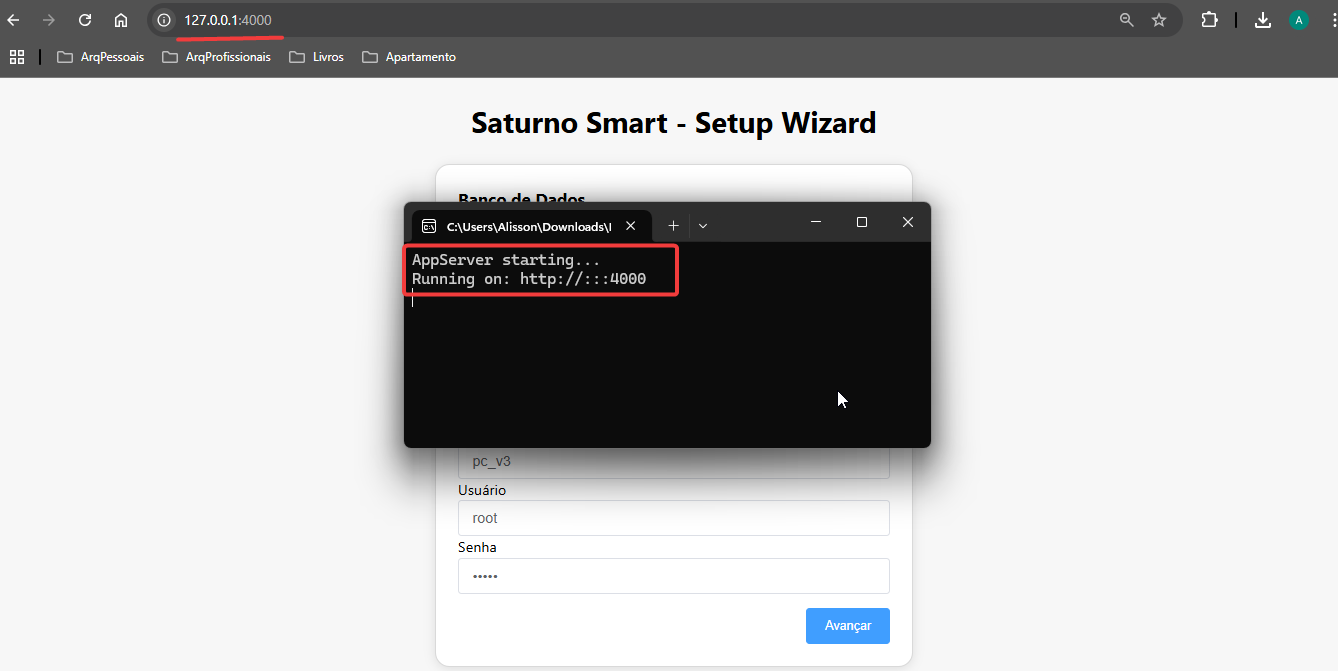 127.0.0.1:4000
A
ArqPessoais
ArqProfissionais
Livros
Apartamento
Saturno Smart - Setup Wizard
Banco de Dados
C:\Users\Alisson\Downloads\
AppServer starting...
Running on: http://:::4000
pc_v3
Usuário
root
Senha
•••••
Avançar